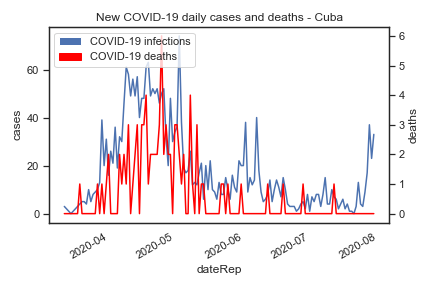 New COVID-19 daily cases and deaths - Cuba
COVID-19 infections
COVID-19 deaths
cases
deaths
60
40
20
0
6
5
4
3
2
1
0
2020-04
2020-05
2020-06
2020-07
2020-08
dateRep